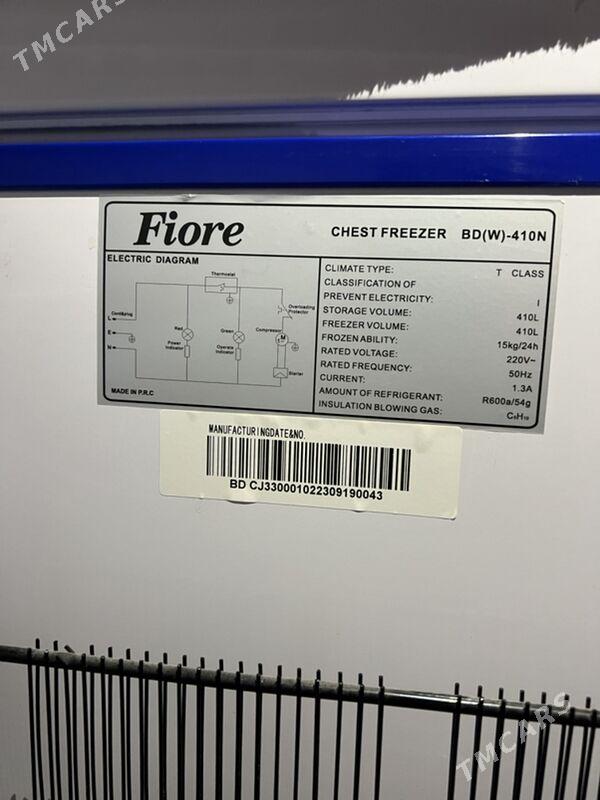 TMCARS
Fiore
CHEST FREEZER BD(W)-410N
ELECTRIC DIAGRAM
Thermostat
Overloading
Protector
L
E
N
Red
Power
Indicator
Green
Operate
Indicator
Compressor
M
Starter
MADE IN P.R.C
CLIMATE TYPE: T CLASS
CLASSIFICATION OF
PREVENT ELECTRICITY: I
STORAGE VOLUME: 410L
FREEZER VOLUME: 410L
FROZEN ABILITY: 15kg/24h
RATED VOLTAGE: 220V~
RATED FREQUENCY: 50Hz
CURRENT: 1.3A
AMOUNT OF REFRIGERANT: R600a/54g
INSULATION BLOWING GAS: C₅H₁₀
MANUFACTURINGDATE&NO.
BD CJ330001022309190043
TMCARS